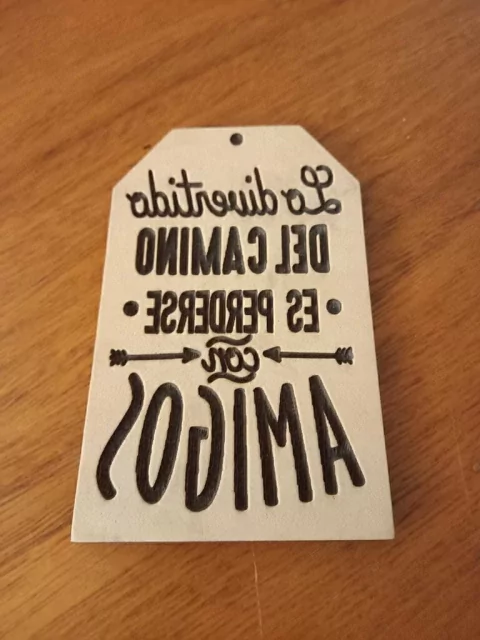 Lo divertido
DEL CAMINO
• ES PERDERSE •
con
AMIGOS